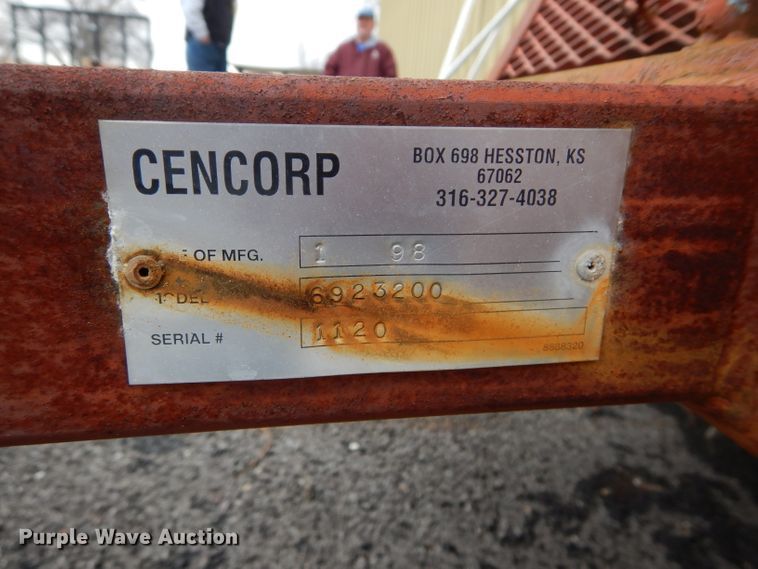 CENCORP
BOX 698 HESSTON, KS
67062
316-327-4038
OF MFG. 1 98
6923200
SERIAL # 1120
8888320
Purple Wave Auction